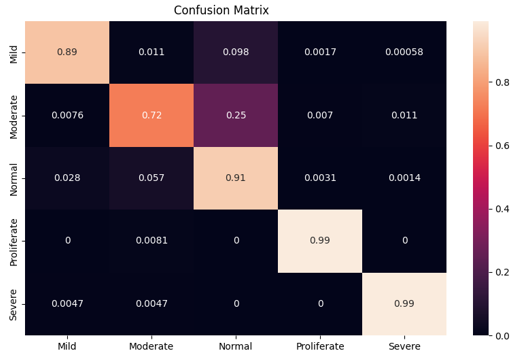 Confusion Matrix
Mild 0.89 0.011 0.098 0.0017 0.00058
Moderate 0.0076 0.72 0.25 0.007 0.011
Normal 0.028 0.057 0.91 0.0031 0.0014
Proliferate 0 0.0081 0 0.99 0
Severe 0.0047 0.0047 0 0 0.99
Mild Moderate Normal Proliferate Severe
0.8
0.6
0.4
0.2
0.0